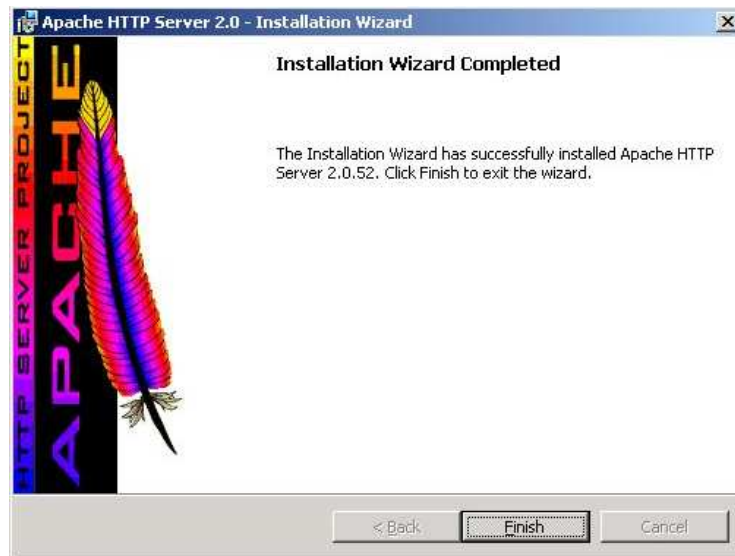 Apache HTTP Server 2.0 - Installation Wizard
HTTP SERVER PROJECT
APACHE
Installation Wizard Completed
The Installation Wizard has successfully installed Apache HTTP
Server 2.0.52. Click Finish to exit the wizard.
< Back
Finish
Cancel